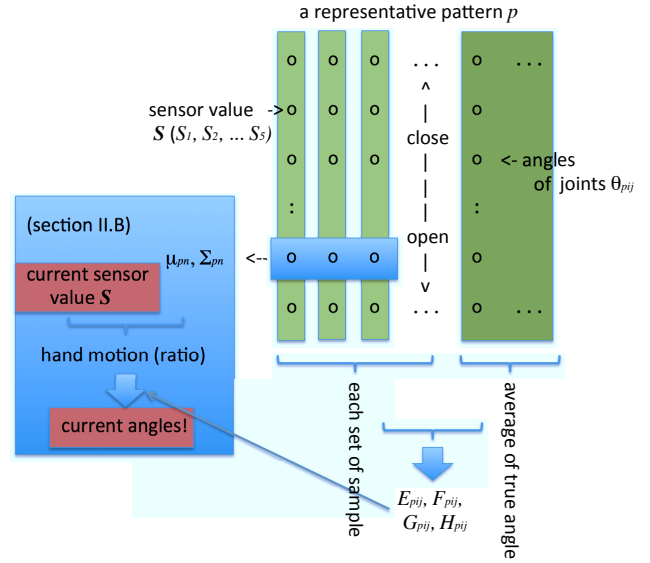 a representative pattern p
o o o ... o ...
^
sensor value -> o o o | o
S (S1, S2, ... S5)
close
o o o | o <- angles
of joints θpij
|
|
: : : | :
(section II.B)
open
μpn, Σpn <-- o o o | o
current sensor
value S
v
o o o ... o ...
hand motion (ratio)
current angles!
each set of sample
average of true angle
Epij, Fpij,
Gpij, Hpij